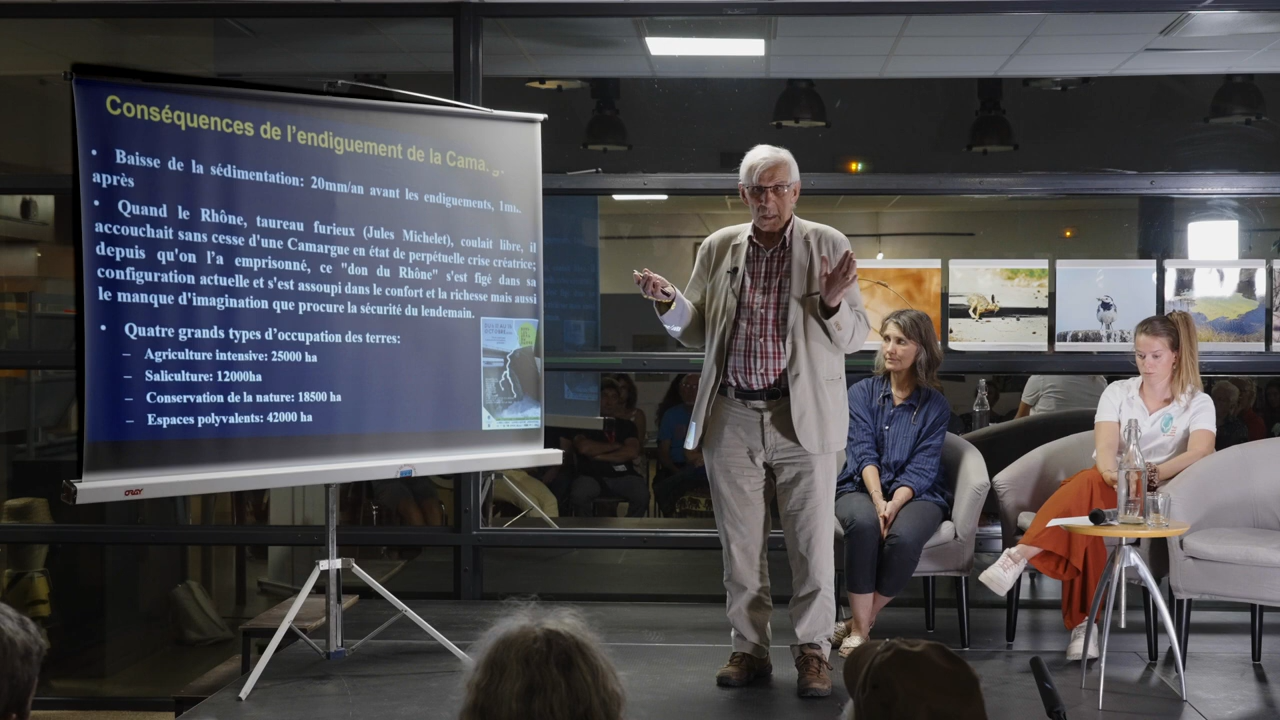 Conséquences de l'endiguement de la
• Baisse de la sédimentation: 20mm/an avant les endiguements,
après
• Quand le Rhône, taureau furieux (Jules Michelet), coulait libre, il
accouchait sans cesse d'une Camargue en état de perpétuelle crise créatrice;
depuis qu'on l'a emprisonné, ce "don du Rhône" s'est figé dans sa
configuration actuelle et s'est assoupi dans le confort et la richesse mais aussi
le manque d'imagination que procure la sécurité du lendemain.
• Quatre grands types d'occupation des terres:
– Agriculture intensive: 25000 ha
– Saliculture: 12000ha
– Conservation de la nature: 18500 ha
– Espaces polyvalents: 42000 ha
ORAY